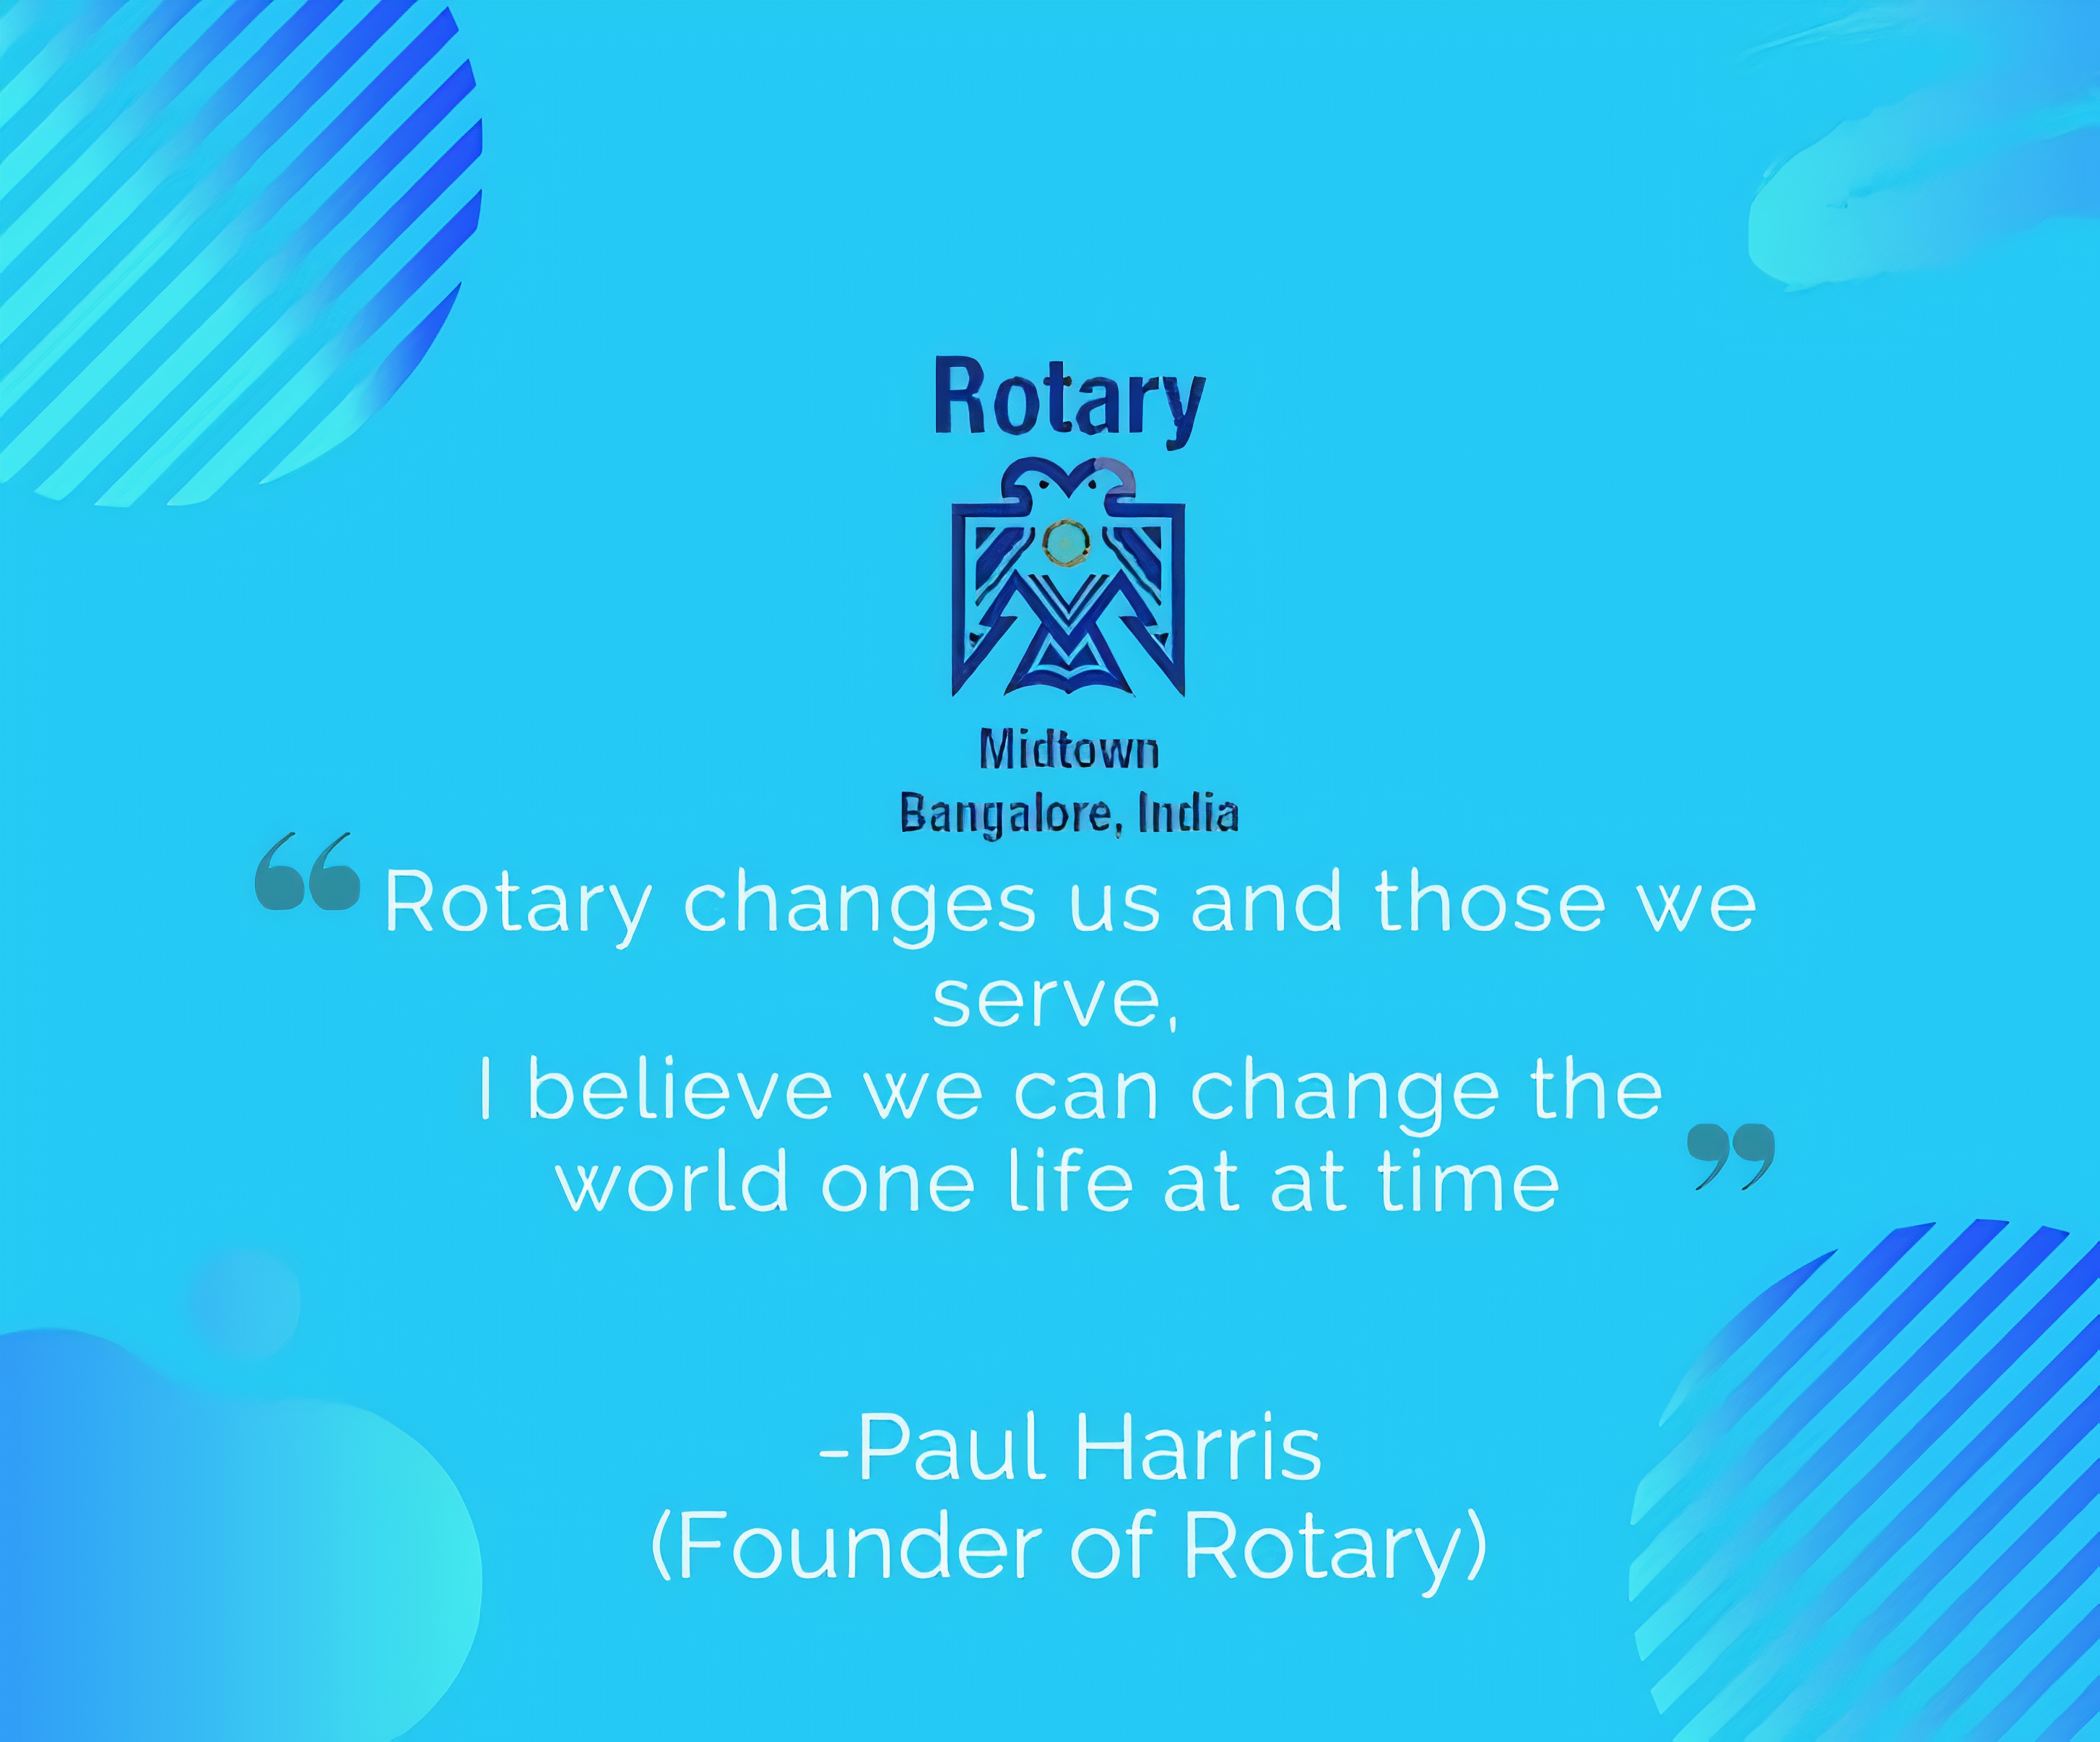 Rotary
Midtown
Bangalore, India
“Rotary changes us and those we
serve,
I believe we can change the
world one life at at time”
-Paul Harris
(Founder of Rotary)